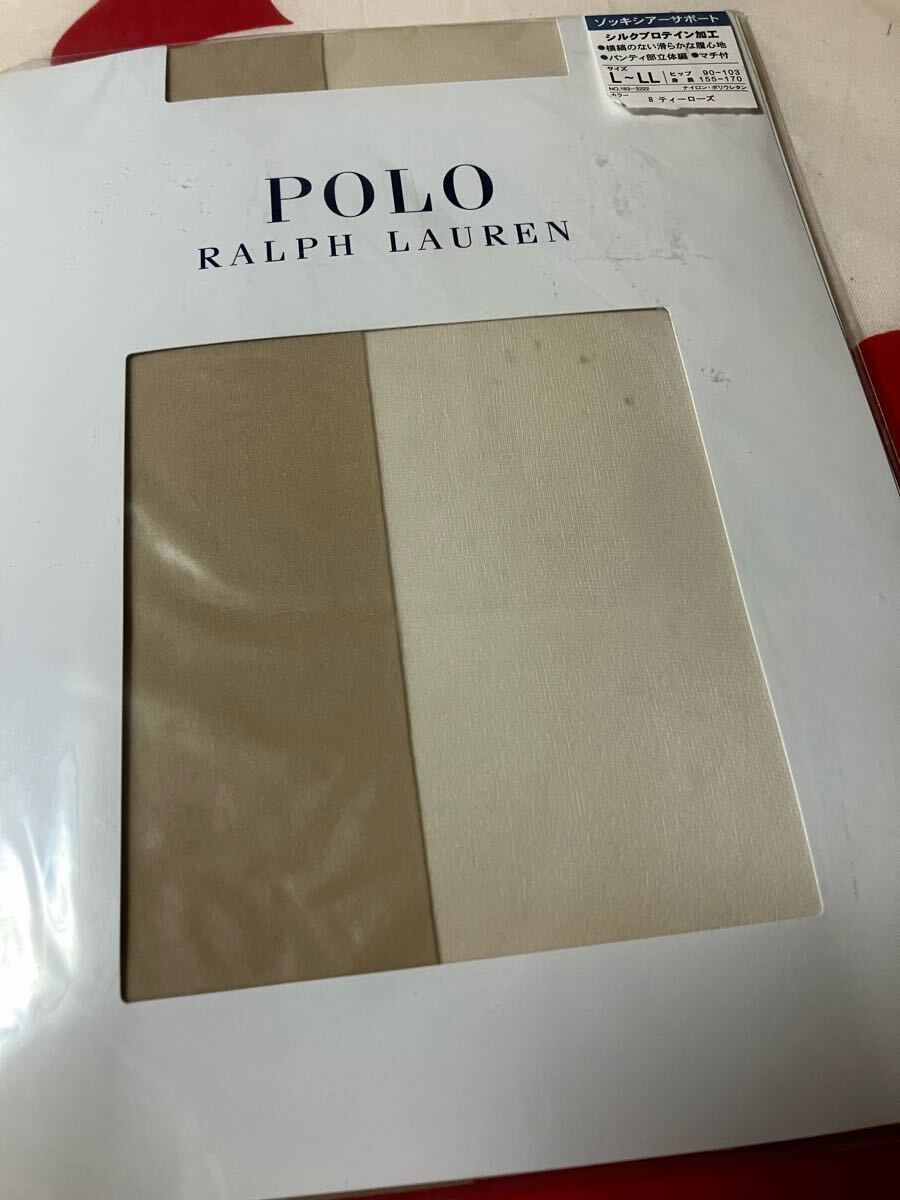 ゾッキシアーサポート
シルクプロテイン加工
●横縞のない滑らかな履心地
●パンティ部立体編 ●マチ付
サイズ L~LL ヒップ 90-103
身長 155-170
NO.183-2222 ナイロン・ポリウレタン
カラー 8 ティーローズ
POLO
RALPH LAUREN